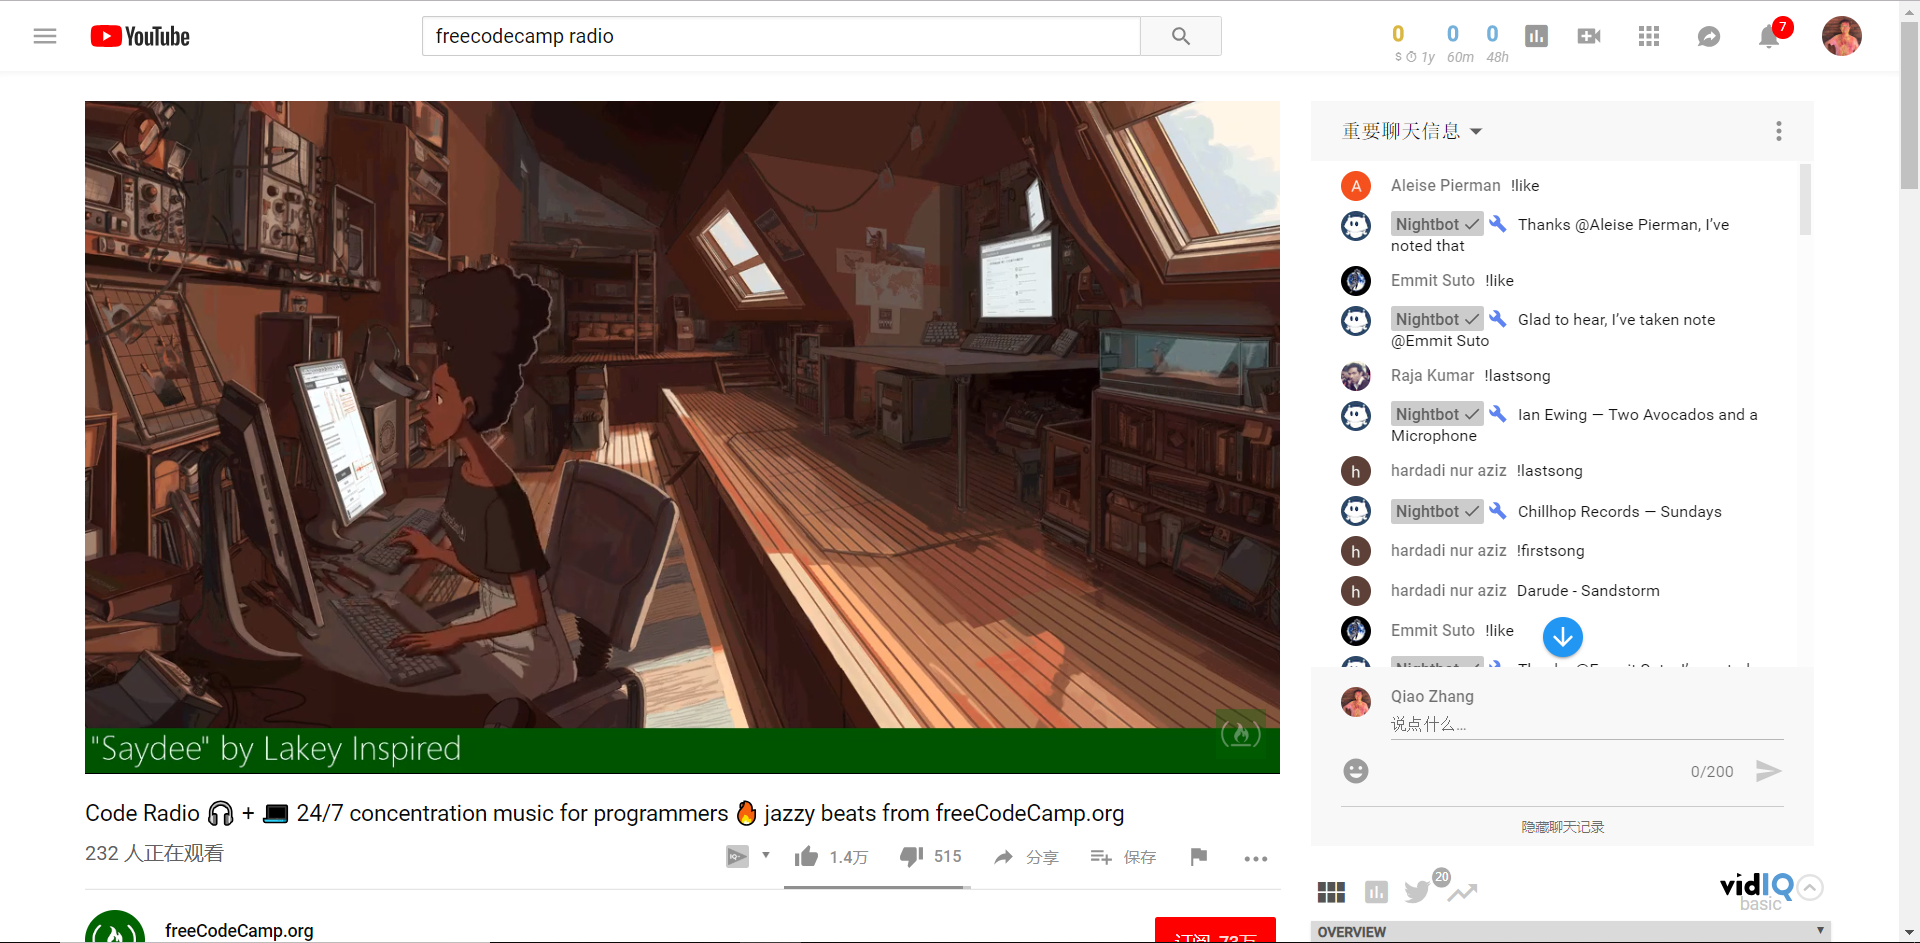 YouTube
freecodecamp radio
0 0 0
$ 1y 60m 48h
7
重要聊天信息
A Aleise Pierman !like
Nightbot Thanks @Aleise Pierman, I've
noted that
Emmit Suto !like
Nightbot Glad to hear, I've taken note
@Emmit Suto
Raja Kumar !lastsong
Nightbot Ian Ewing — Two Avocados and a
Microphone
h hardadi nur aziz !lastsong
Nightbot Chillhop Records — Sundays
h hardadi nur aziz !firstsong
h hardadi nur aziz Darude - Sandstorm
Emmit Suto !like
Qiao Zhang
说点什么...
0/200
隐藏聊天记录
"Saydee" by Lakey Inspired
Code Radio 🎧 + 💻 24/7 concentration music for programmers 🔥 jazzy beats from freeCodeCamp.org
232 人正在观看
1.4万 515 分享 保存
freeCodeCamp.org
订阅 73万
20
vidIQ
basic
OVERVIEW